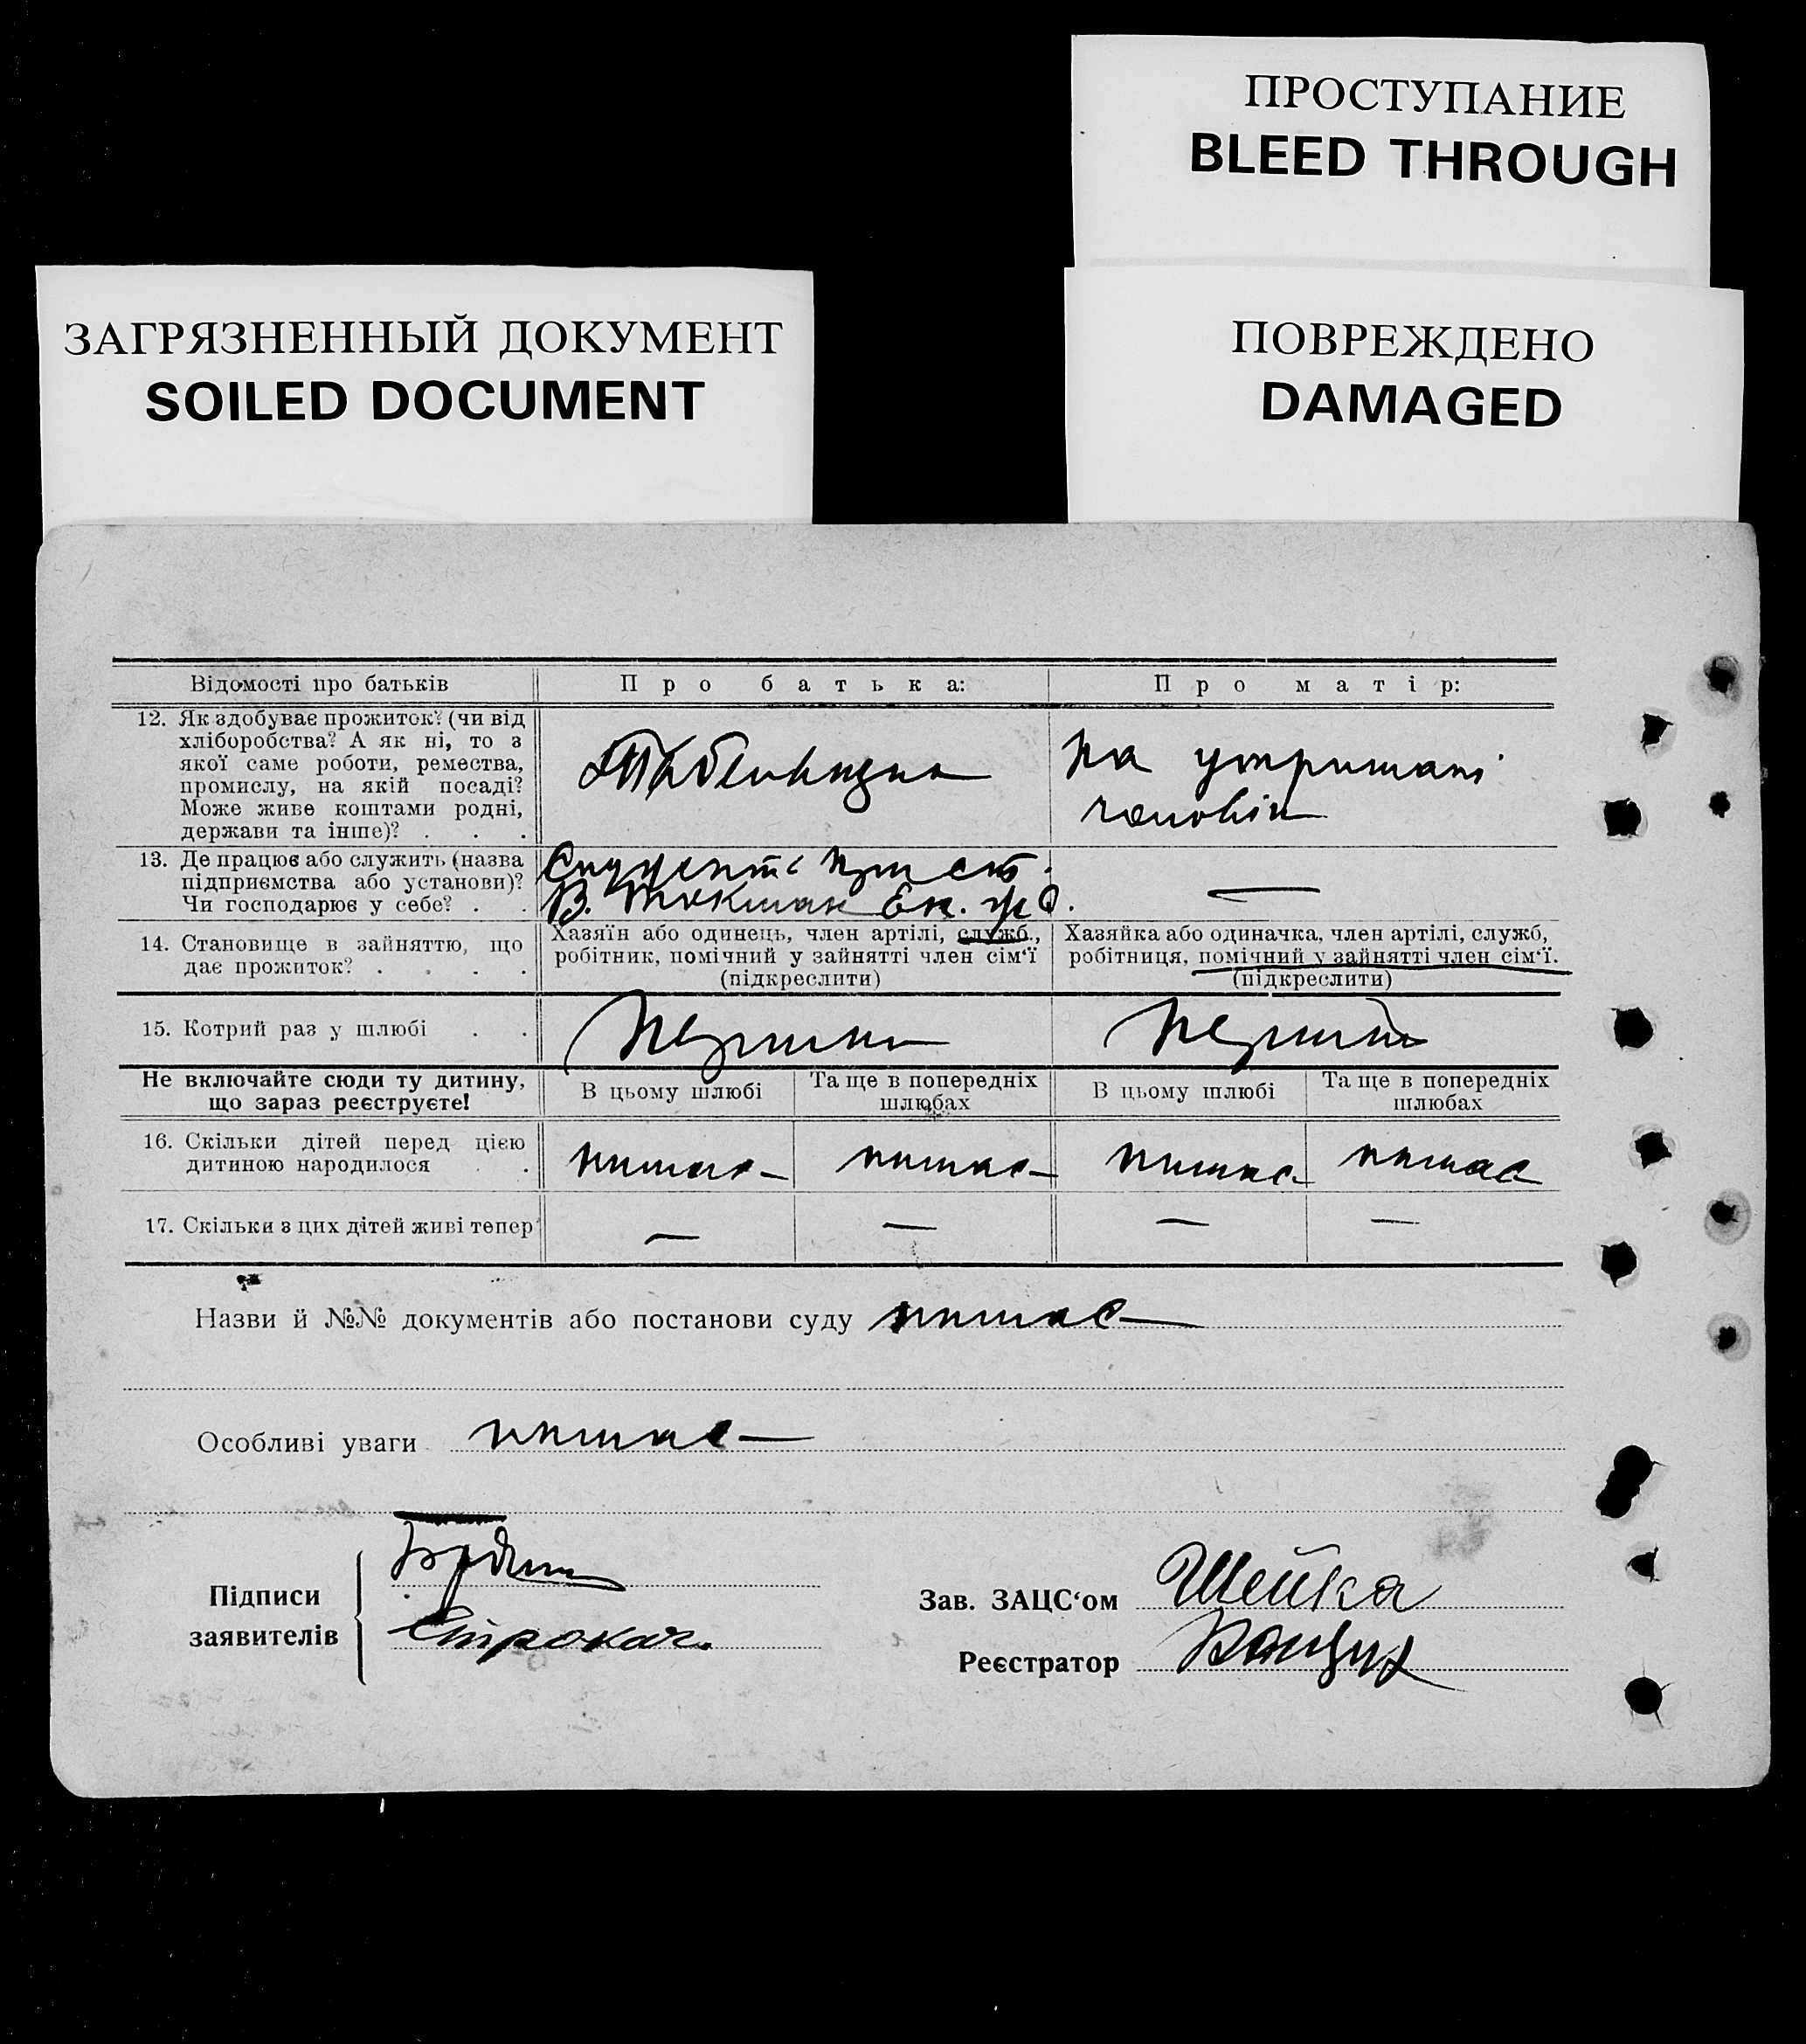 ПРОСТУПАНИЕ
BLEED THROUGH
ЗАГРЯЗНЕННЫЙ ДОКУМЕНТ
SOILED DOCUMENT
ПОВРЕЖДЕНО
DAMAGED
Відомості про батьків
Про батька:
Про матір:
12. Як здобуває прожиток? (чи від
хліборобства? А як ні, то з
якої саме роботи, ремества,
промислу, на якій посаді?
Може живе коштами родні,
держави та інше)? . . .
на утримані
чоловік
13. Де працює або служить (назва
підприємства або установи)?
Чи господарює у себе? . .
В. Токмак
—
14. Становище в зайняттю, що
дає прожиток? . . . .
Хазяїн або одинець, член артілі, служб.,
робітник, помічний у зайнятті член сім'ї
(підкреслити)
Хазяйка або одиначка, член артілі, служб,
робітниця, помічний у зайнятті член сім'ї.
(підкреслити)
15. Котрий раз у шлюбі . .
Перший
Перший
Не включайте сюди ту дитину,
що зараз реєструєте!
В цьому шлюбі
Та ще в попередніх
шлюбах
В цьому шлюбі
Та ще в попередніх
шлюбах
16. Скільки дітей перед цією
дитиною народилося . .
немає
немає
немає
немає
17. Скільки з цих дітей живі тепер
—
—
—
—
Назви й №№ документів або постанови суду немає
Особливі уваги немає
Підписи
заявителів
Зав. ЗАЦС'ом Шейка
Реєстратор